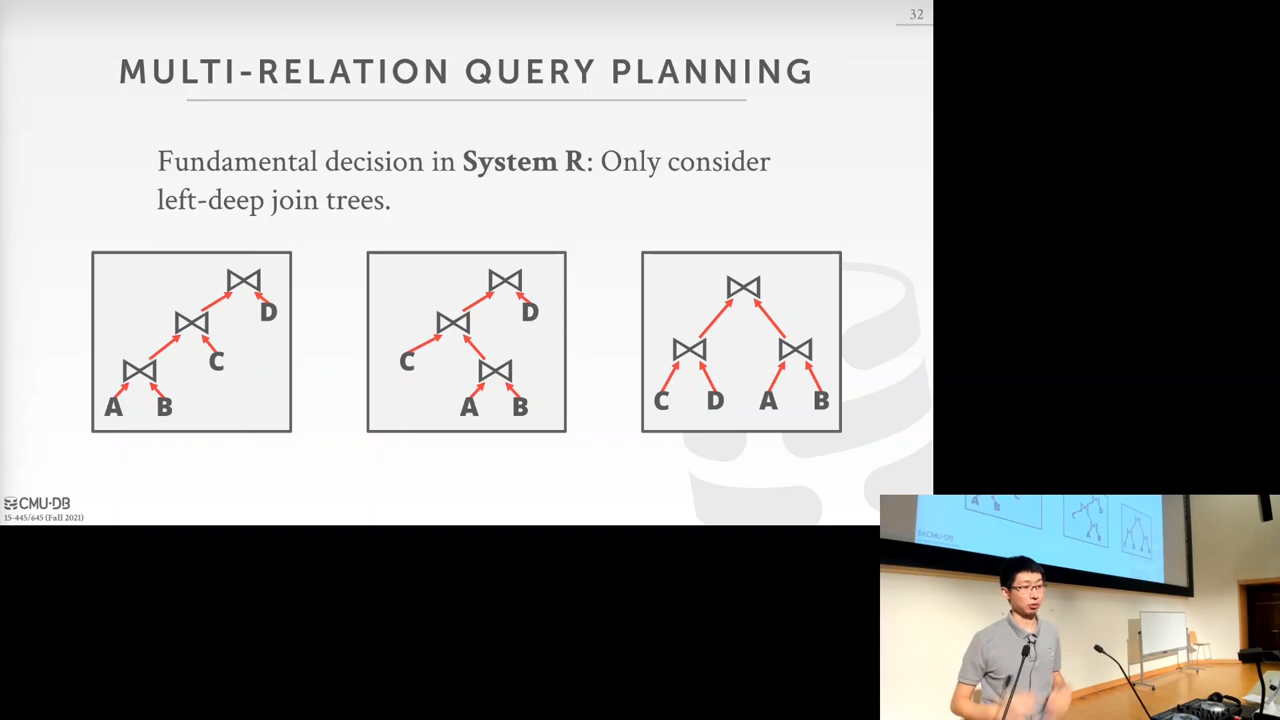 32
MULTI-RELATION QUERY PLANNING
Fundamental decision in System R: Only consider
left-deep join trees.
D
C
A B
D
C
A B
C D A B
CMU·DB
15-445/645 (Fall 2021)